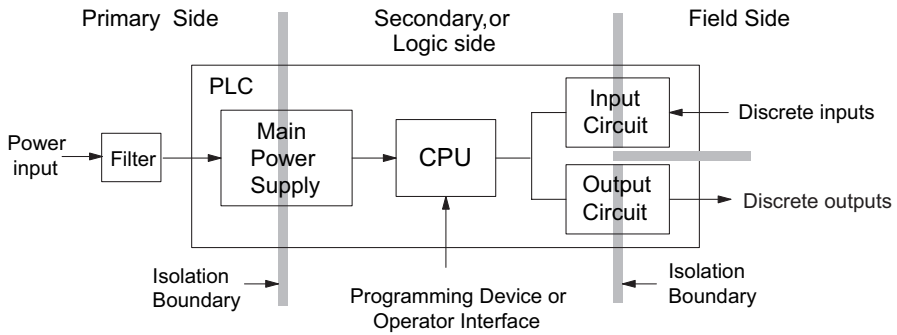 Primary Side
Secondary,or
Logic side
Field Side
PLC
Main
Power
Supply
CPU
Input
Circuit
Output
Circuit
Power
input
Filter
Discrete inputs
Discrete outputs
Isolation
Boundary
Programming Device or
Operator Interface
Isolation
Boundary